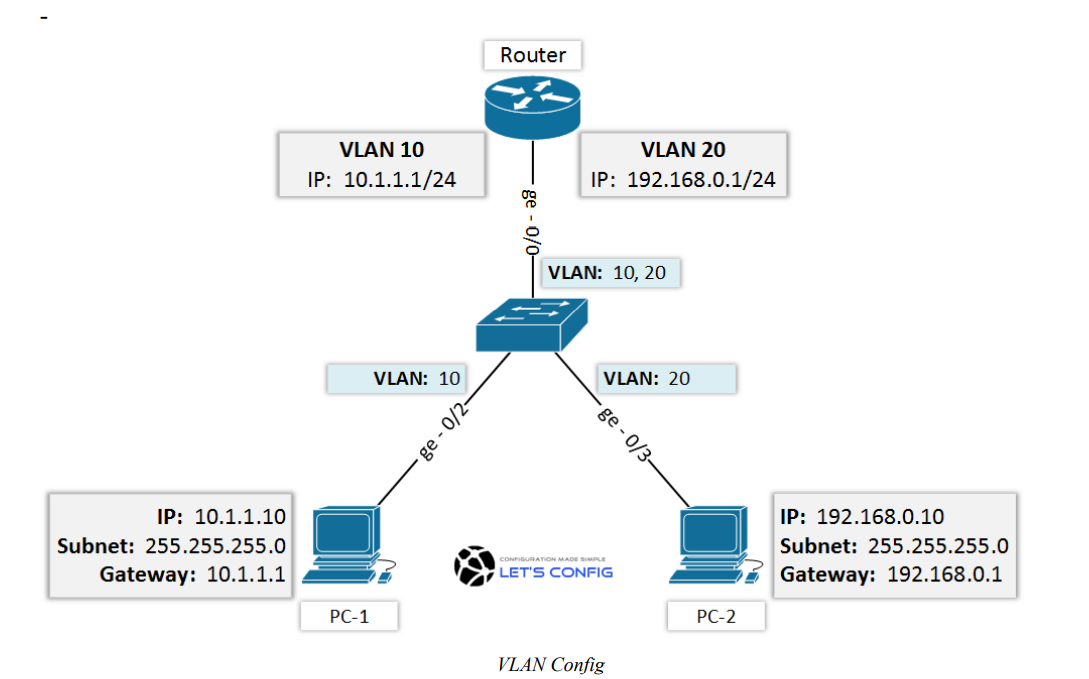 -
Router
VLAN 10
IP: 10.1.1.1/24
VLAN 20
IP: 192.168.0.1/24
ge - 0/0
VLAN: 10, 20
VLAN: 10
VLAN: 20
ge - 0/2
ge - 0/3
IP: 10.1.1.10
Subnet: 255.255.255.0
Gateway: 10.1.1.1
PC-1
CONFIGURATION MADE SIMPLE
LET'S CONFIG
IP: 192.168.0.10
Subnet: 255.255.255.0
Gateway: 192.168.0.1
PC-2
VLAN Config